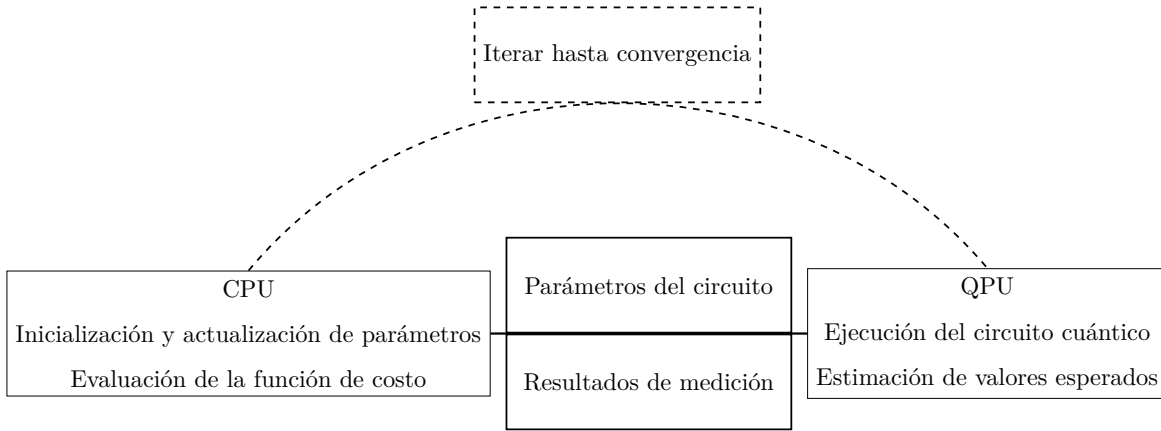 Iterar hasta convergencia
CPU
Inicialización y actualización de parámetros
Evaluación de la función de costo
Parámetros del circuito
Resultados de medición
QPU
Ejecución del circuito cuántico
Estimación de valores esperados